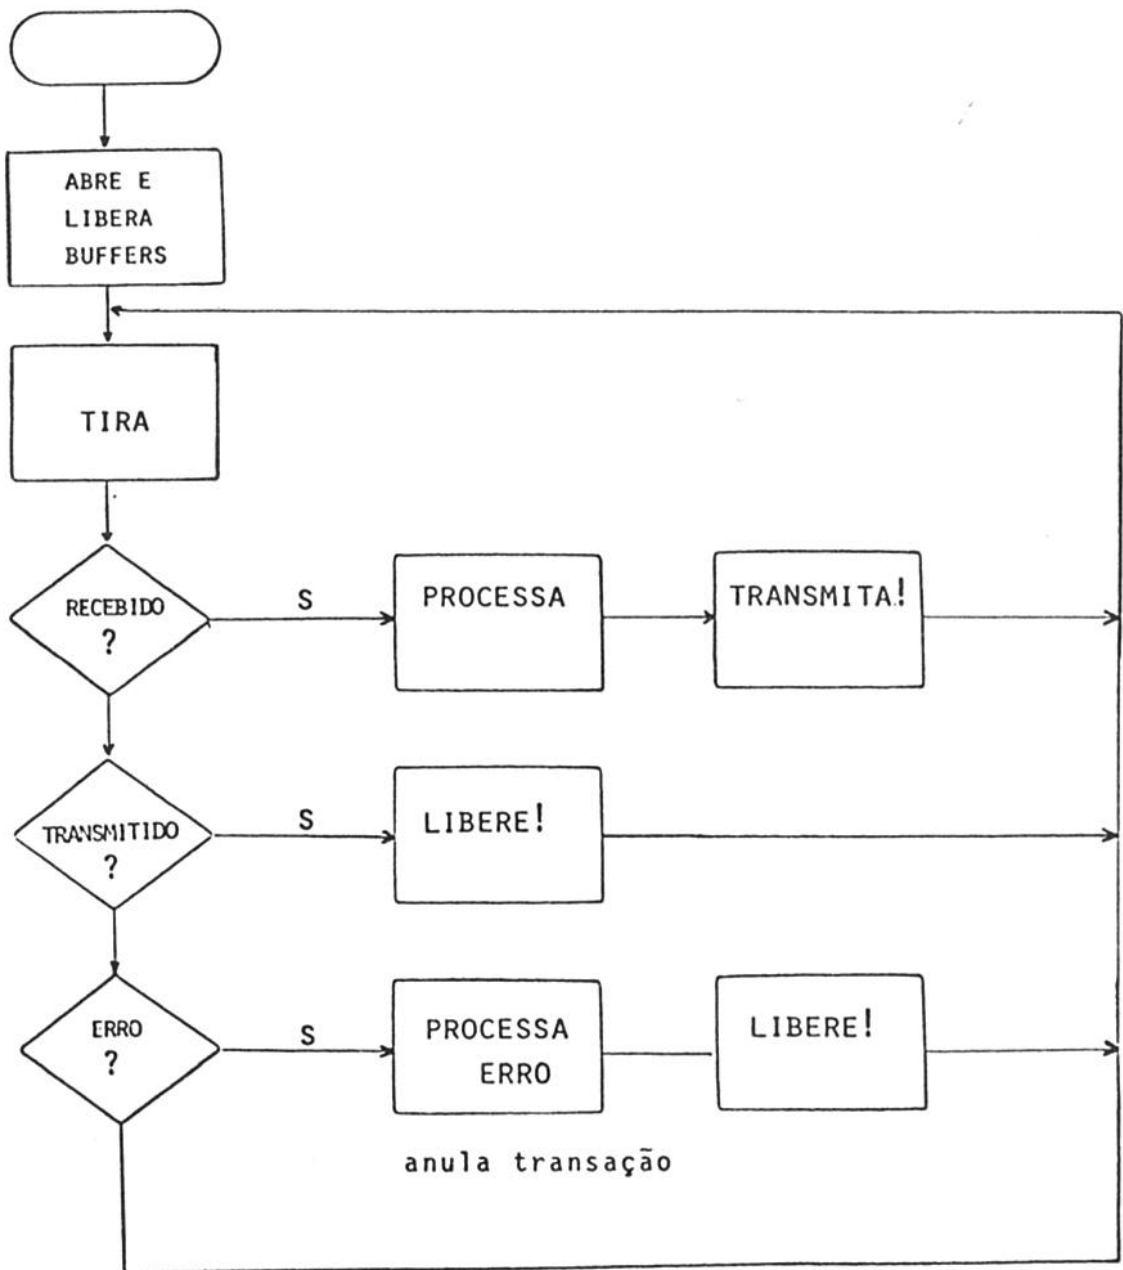 ABRE E
LIBERA
BUFFERS
TIRA
RECEBIDO
?
S
PROCESSA
TRANSMITA!
TRANSMITIDO
?
S
LIBERE!
ERRO
?
S
PROCESSA
ERRO
LIBERE!
anula transação